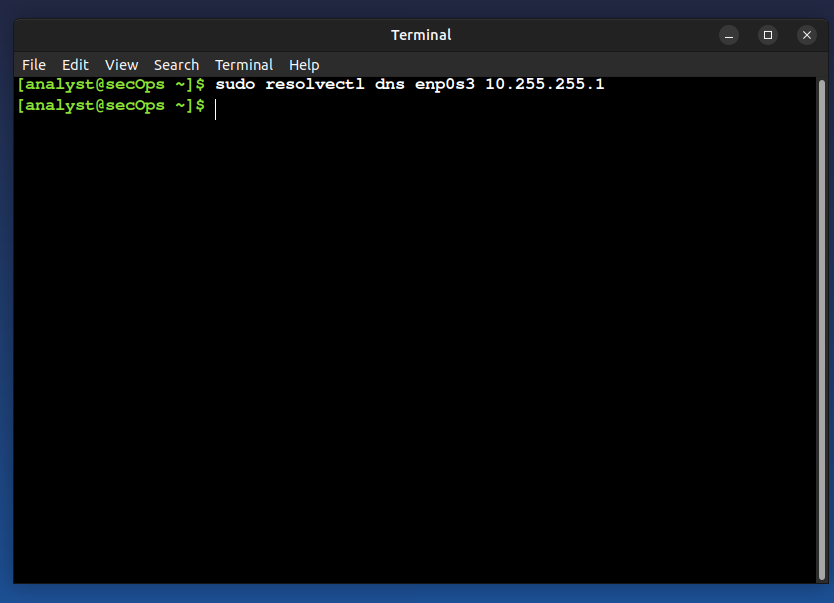 Terminal
File Edit View Search Terminal Help
[analyst@secOps ~]$ sudo resolvectl dns enp0s3 10.255.255.1
[analyst@secOps ~]$